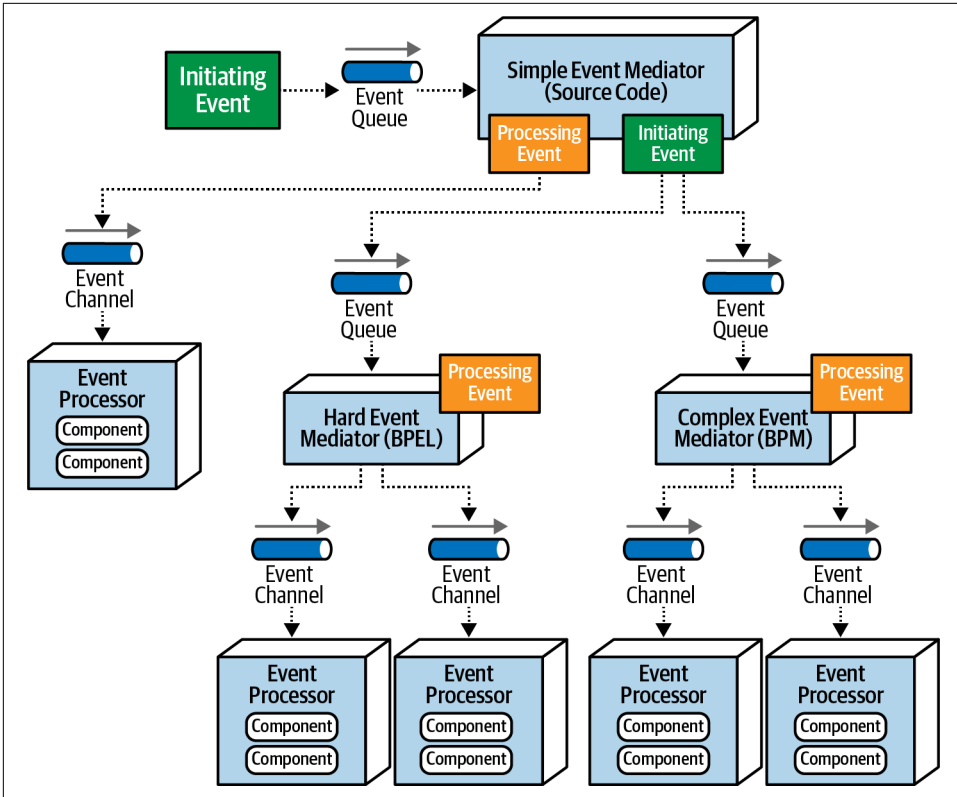 Initiating
Event
Event
Queue
Simple Event Mediator
(Source Code)
Processing
Event
Initiating
Event
Event
Channel
Event
Queue
Event
Queue
Event
Processor
Component
Component
Processing
Event
Hard Event
Mediator (BPEL)
Processing
Event
Complex Event
Mediator (BPM)
Event
Channel
Event
Channel
Event
Channel
Event
Channel
Event
Processor
Component
Component
Event
Processor
Component
Component
Event
Processor
Component
Component
Event
Processor
Component
Component